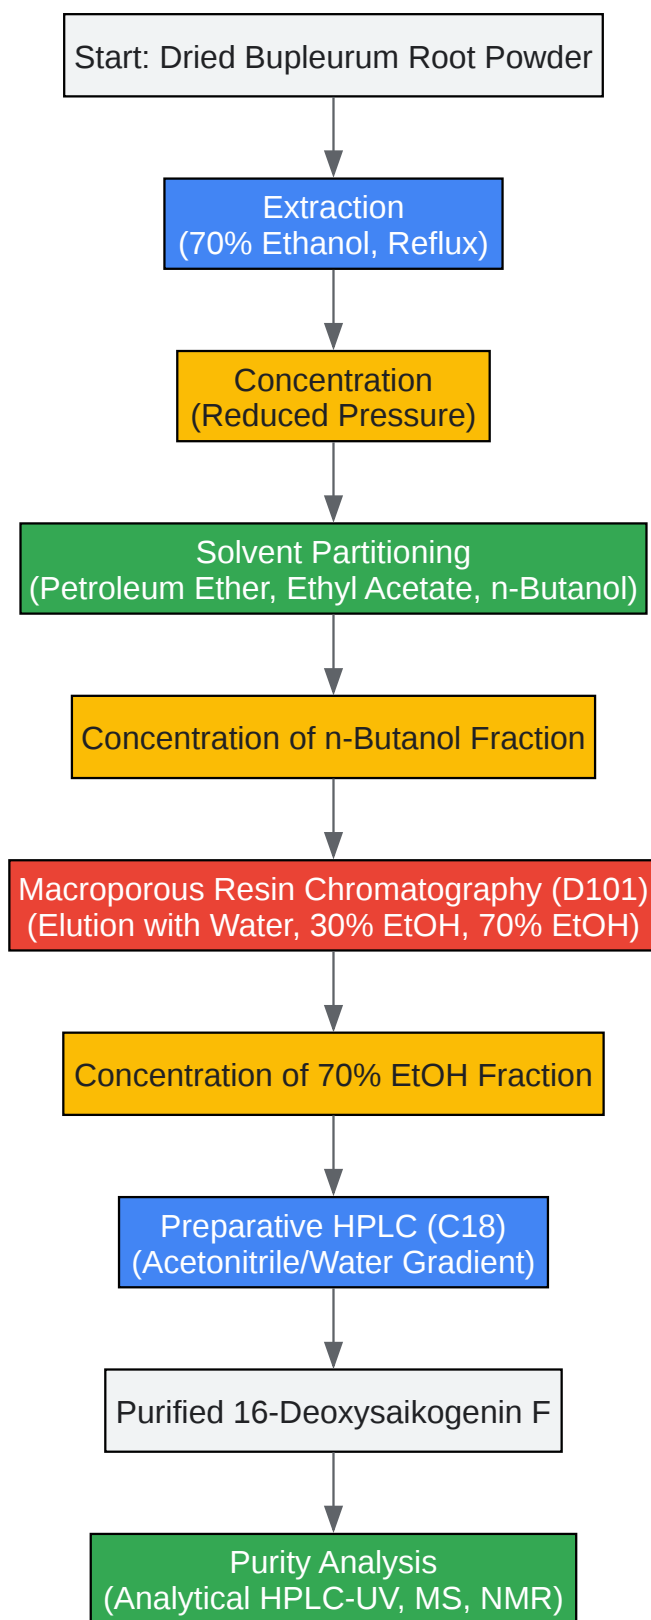 Start: Dried Bupleurum Root Powder
Extraction
(70% Ethanol, Reflux)
Concentration
(Reduced Pressure)
Solvent Partitioning
(Petroleum Ether, Ethyl Acetate, n-Butanol)
Concentration of n-Butanol Fraction
Macroporous Resin Chromatography (D101)
(Elution with Water, 30% EtOH, 70% EtOH)
Concentration of 70% EtOH Fraction
Preparative HPLC (C18)
(Acetonitrile/Water Gradient)
Purified 16-Deoxysaikogenin F
Purity Analysis
(Analytical HPLC-UV, MS, NMR)